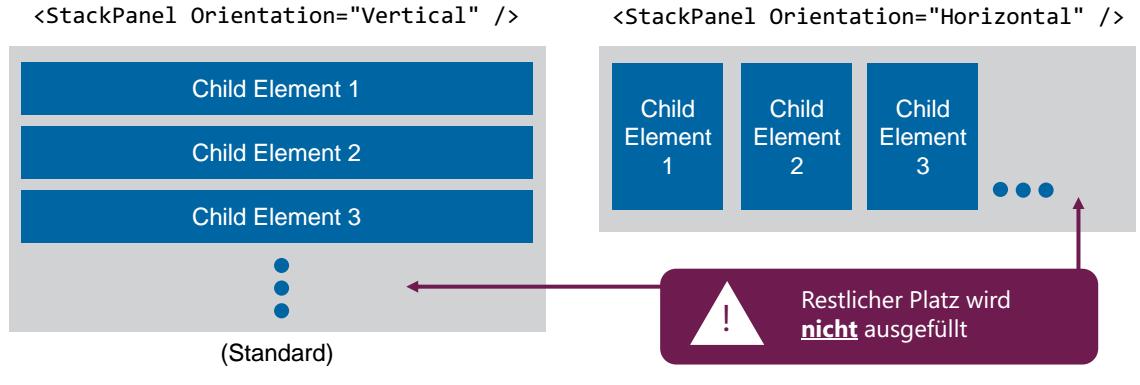 <StackPanel Orientation="Vertical" />
Child Element 1
Child Element 2
Child Element 3
(Standard)
<StackPanel Orientation="Horizontal" />
Child
Element
1
Child
Element
2
Child
Element
3
!
Restlicher Platz wird
nicht ausgefüllt